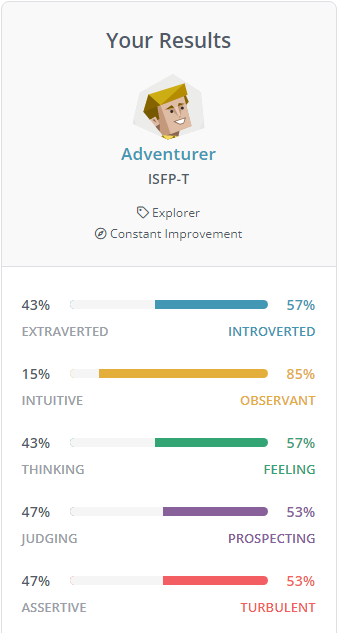 Your Results
Adventurer
ISFP-T
Explorer
Constant Improvement
43% 57%
EXTRAVERTED INTROVERTED
15% 85%
INTUITIVE OBSERVANT
43% 57%
THINKING FEELING
47% 53%
JUDGING PROSPECTING
47% 53%
ASSERTIVE TURBULENT